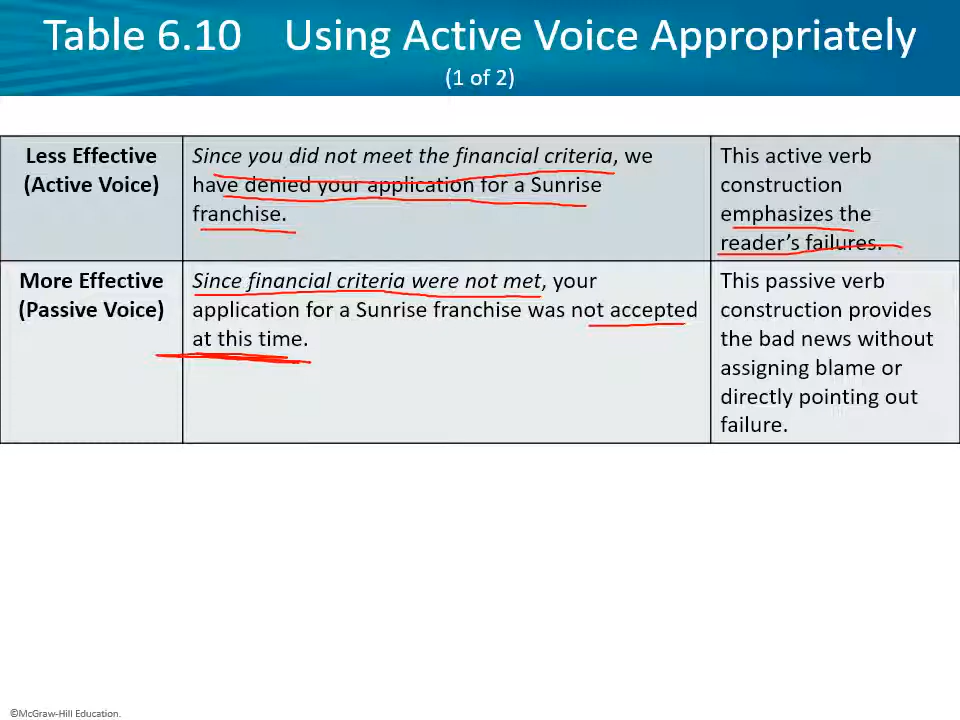 Table 6.10 Using Active Voice Appropriately
(1 of 2)
Less Effective
(Active Voice)
Since you did not meet the financial criteria, we
have denied your application for a Sunrise
franchise.
This active verb
construction
emphasizes the
reader’s failures.
More Effective
(Passive Voice)
Since financial criteria were not met, your
application for a Sunrise franchise was not accepted
at this time.
This passive verb
construction provides
the bad news without
assigning blame or
directly pointing out
failure.
©McGraw-Hill Education.